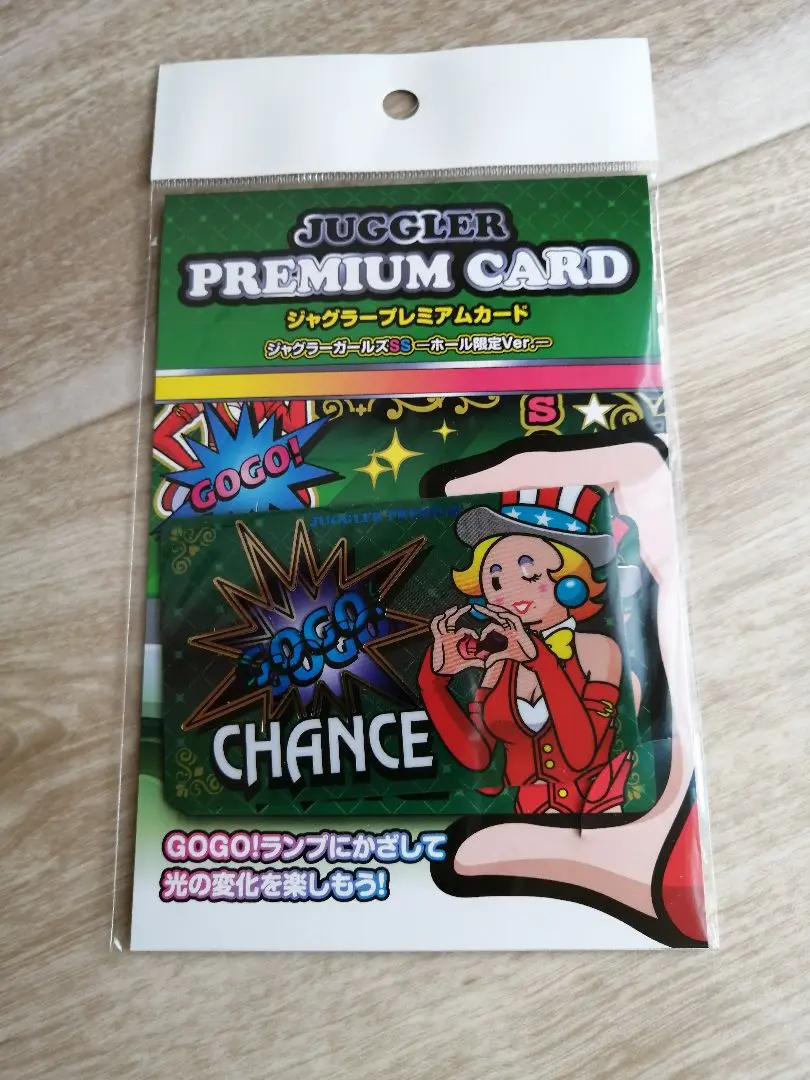 JUGGLER
PREMIUM CARD
ジャグラープレミアムカード
ジャグラーガールズSS ーホール限定Ver.ー
S
GOGO!
JUGGLER PREMIUM
GOGO!
CHANCE
GOGO!ランプにかざして
光の変化を楽しもう!